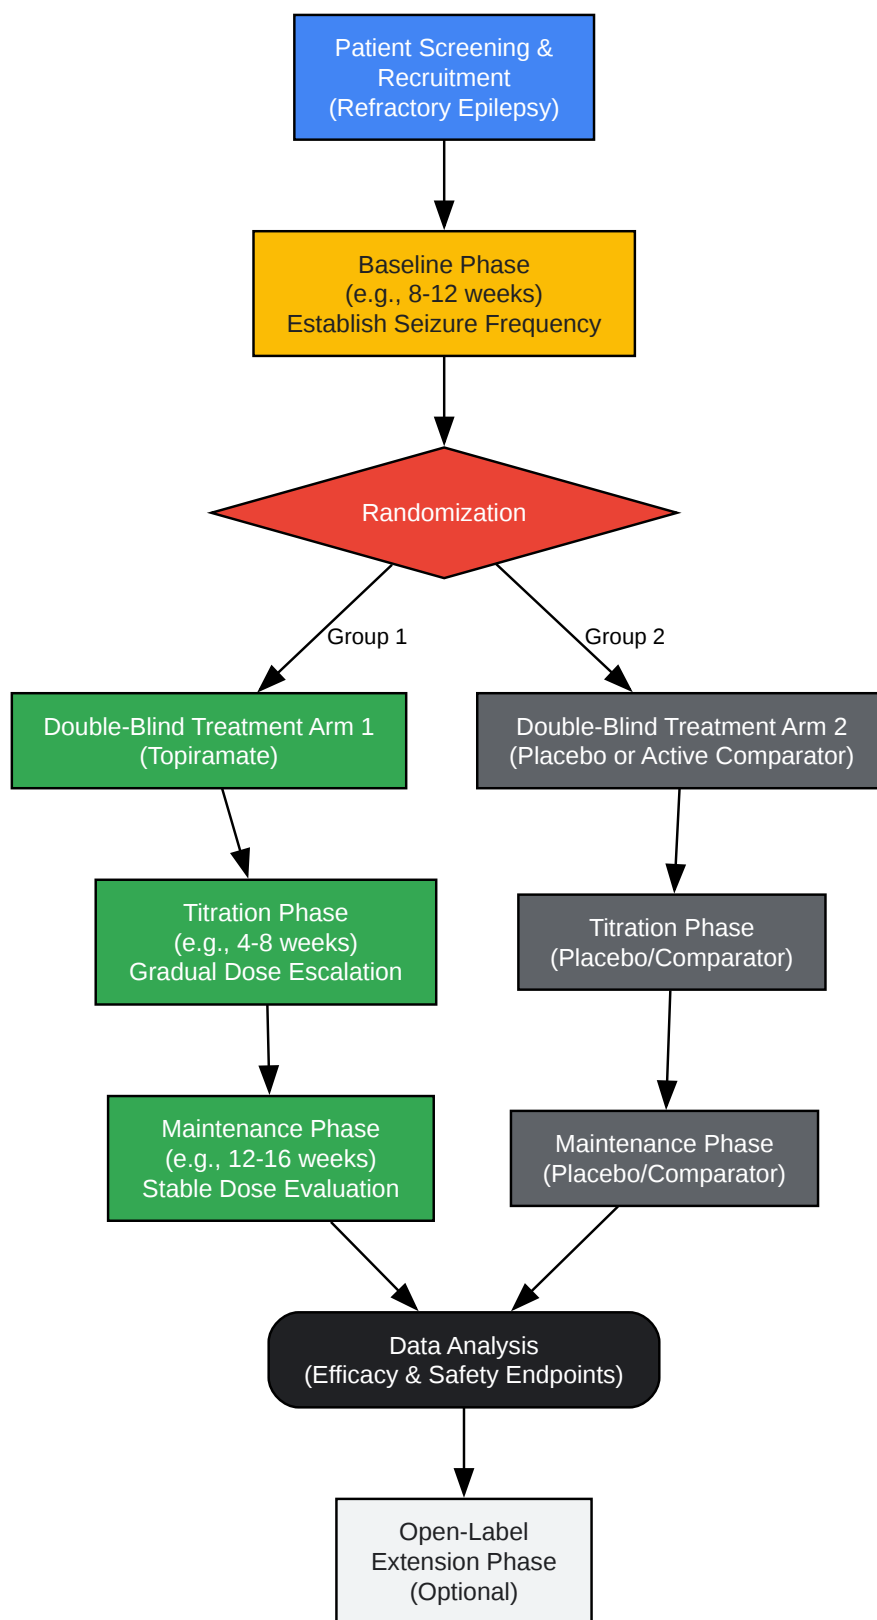 Patient Screening &
Recruitment
(Refractory Epilepsy)
Baseline Phase
(e.g., 8-12 weeks)
Establish Seizure Frequency
Randomization
Group 1
Group 2
Double-Blind Treatment Arm 1
(Topiramate)
Double-Blind Treatment Arm 2
(Placebo or Active Comparator)
Titration Phase
(e.g., 4-8 weeks)
Gradual Dose Escalation
Titration Phase
(Placebo/Comparator)
Maintenance Phase
(e.g., 12-16 weeks)
Stable Dose Evaluation
Maintenance Phase
(Placebo/Comparator)
Data Analysis
(Efficacy & Safety Endpoints)
Open-Label
Extension Phase
(Optional)